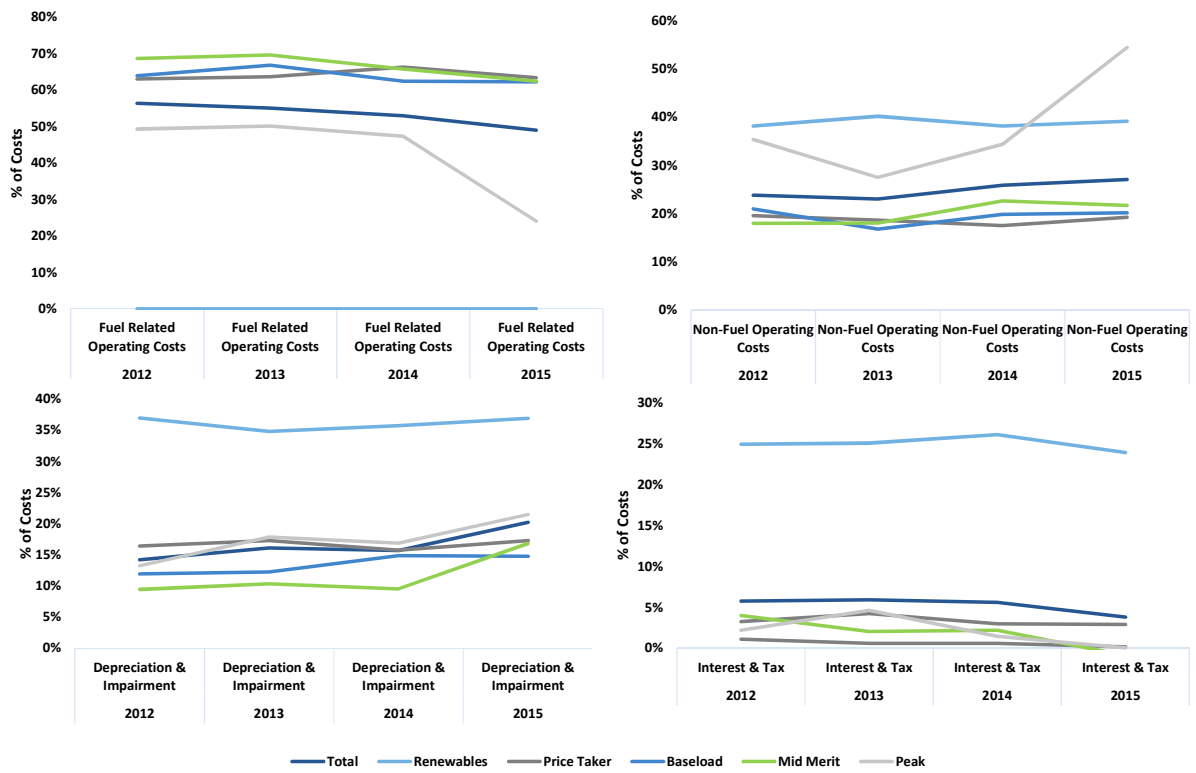 80%
70%
60%
50%
40%
30%
20%
10%
0%
% of Costs
Fuel Related Operating Costs
Fuel Related Operating Costs
Fuel Related Operating Costs
Fuel Related Operating Costs
2012 2013 2014 2015
60%
50%
40%
30%
20%
10%
0%
% of Costs
Non-Fuel Operating Costs
Non-Fuel Operating Costs
Non-Fuel Operating Costs
Non-Fuel Operating Costs
2012 2013 2014 2015
40%
35%
30%
25%
20%
15%
10%
5%
0%
% of Costs
Depreciation & Impairment
Depreciation & Impairment
Depreciation & Impairment
Depreciation & Impairment
2012 2013 2014 2015
30%
25%
20%
15%
10%
5%
0%
% of Costs
Interest & Tax Interest & Tax Interest & Tax Interest & Tax
2012 2013 2014 2015
Total Renewables Price Taker Baseload Mid Merit Peak